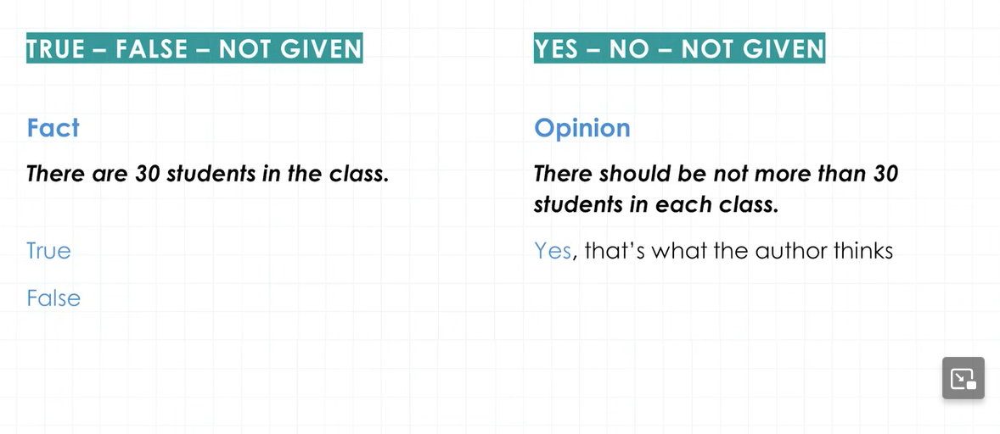 TRUE – FALSE – NOT GIVEN
Fact
There are 30 students in the class.
True
False
YES – NO – NOT GIVEN
Opinion
There should be not more than 30
students in each class.
Yes, that’s what the author thinks